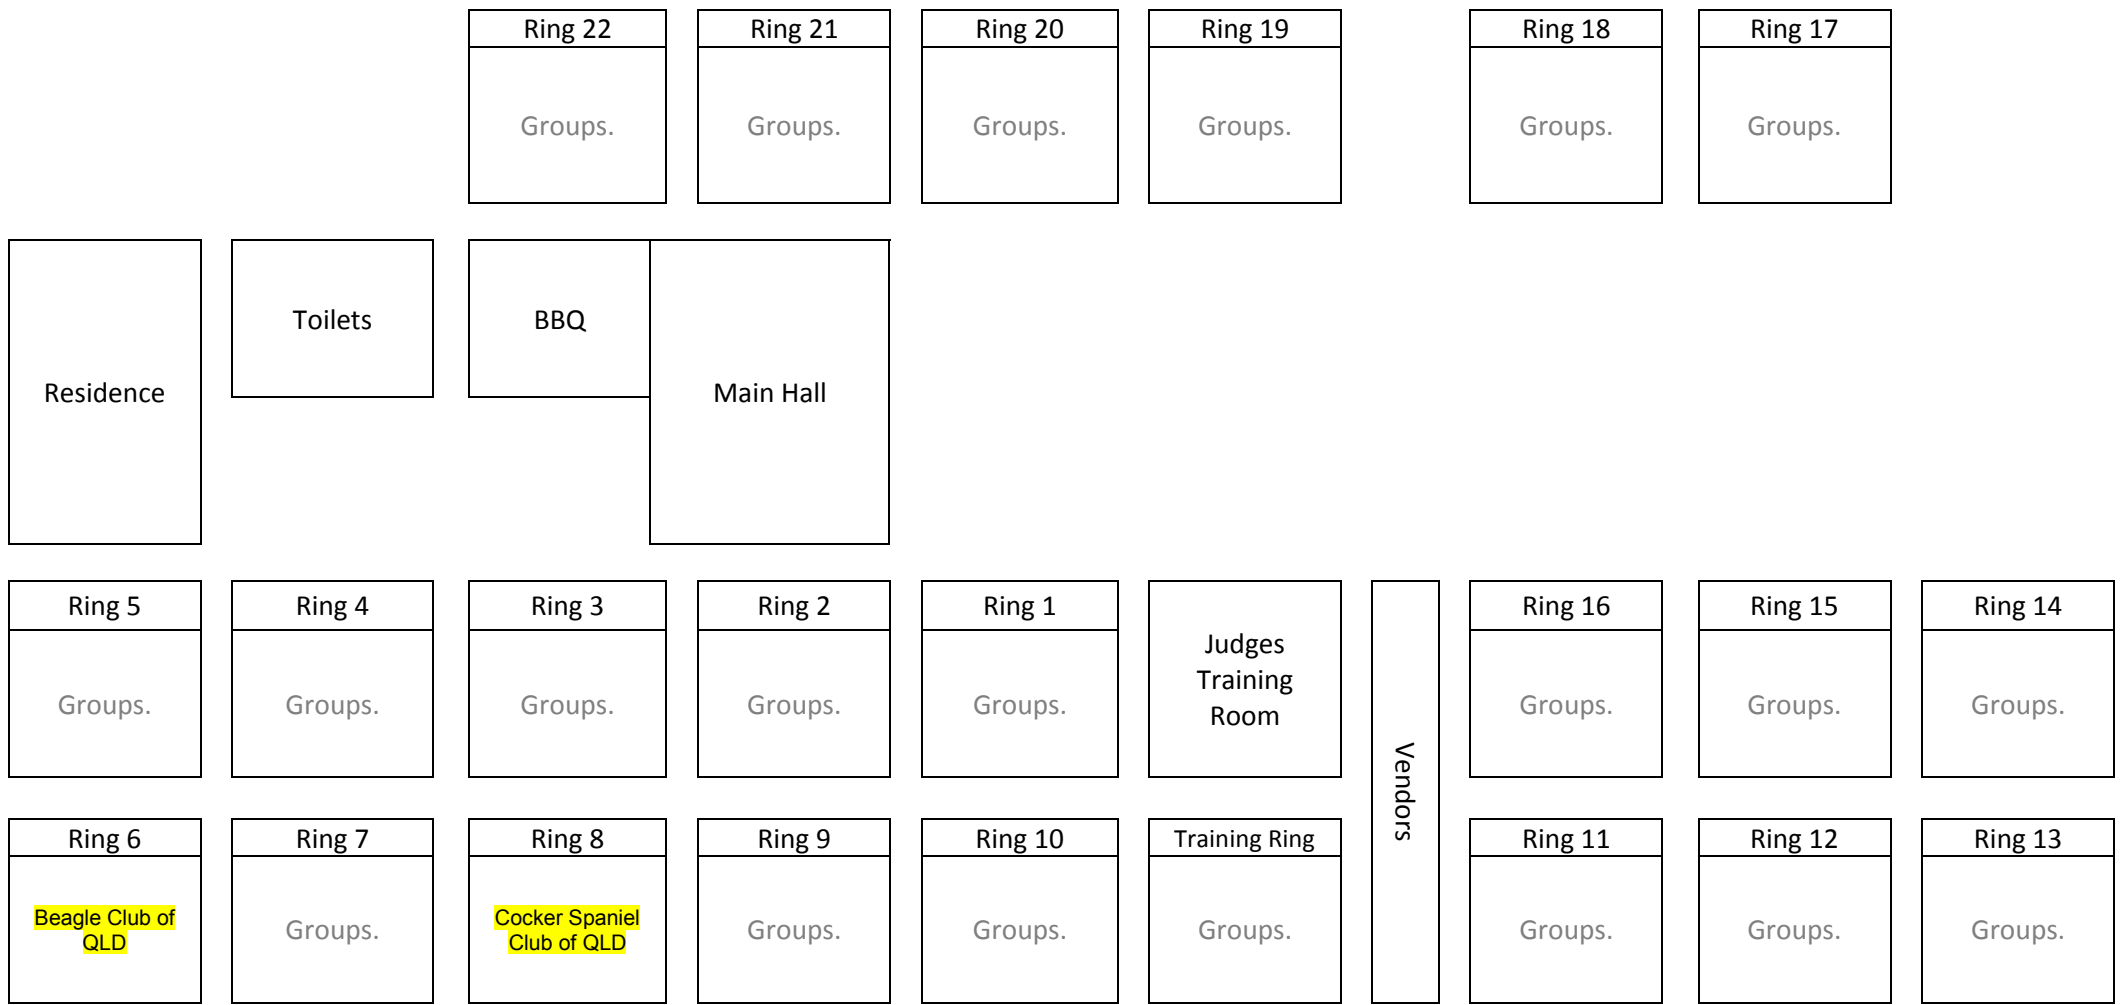 Ring 22
Ring 21
Ring 20
Ring 19
Ring 18
Ring 17
Groups.
Groups.
Groups.
Groups.
Groups.
Groups.
Residence
Toilets
BBQ
Main Hall
Ring 5
Ring 4
Ring 3
Ring 2
Ring 1
Judges
Training
Room
Vendors
Ring 16
Ring 15
Ring 14
Groups.
Groups.
Groups.
Groups.
Groups.
Groups.
Groups.
Groups.
Ring 6
Ring 7
Ring 8
Ring 9
Ring 10
Training Ring
Ring 11
Ring 12
Ring 13
Beagle Club of
QLD
Groups.
Cocker Spaniel
Club of QLD
Groups.
Groups.
Groups.
Groups.
Groups.
Groups.